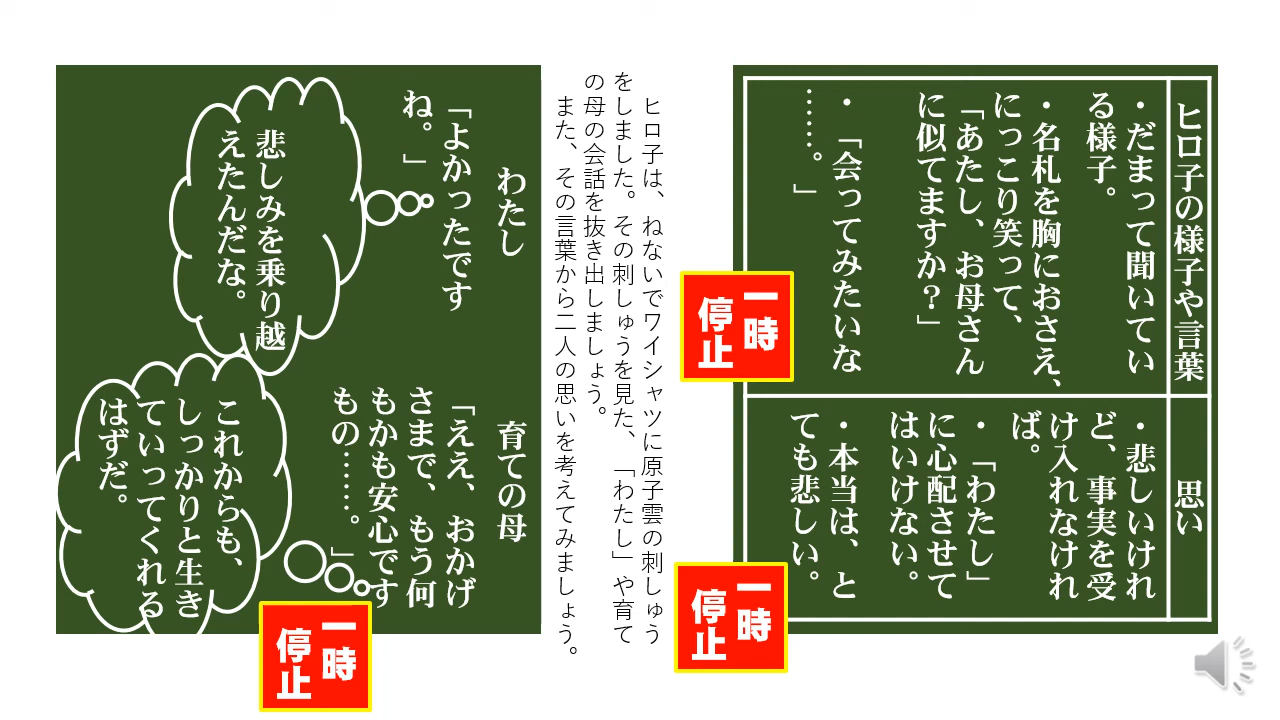 ヒロ子の様子や言葉
・だまって聞いてい
る様子。
・名札を胸におさえ、
にっこり笑って、
「あたし、お母さん
に似てますか？」
・「会ってみたいな
……。」
思い
・悲しいけれ
ど、事実を受
け入れなけれ
ば。
・「わたし」
に心配させて
はいけない。
・本当は、と
ても悲しい。
一時
停止
一時
停止
ヒロ子は、ねないでワイシャツに原子雲の刺しゅう
をしました。その刺しゅうを見た、「わたし」や育て
の母の会話を抜き出しましょう。
また、その言葉から二人の思いを考えてみましょう。
わたし
「よかったです
ね。」
悲しみを乗り越
えたんだな。
育ての母
「ええ、おかげ
さまで、もう何
もかも安心です
もの……。」
これからも、
しっかりと生き
ていってくれる
はずだ。
一時
停止